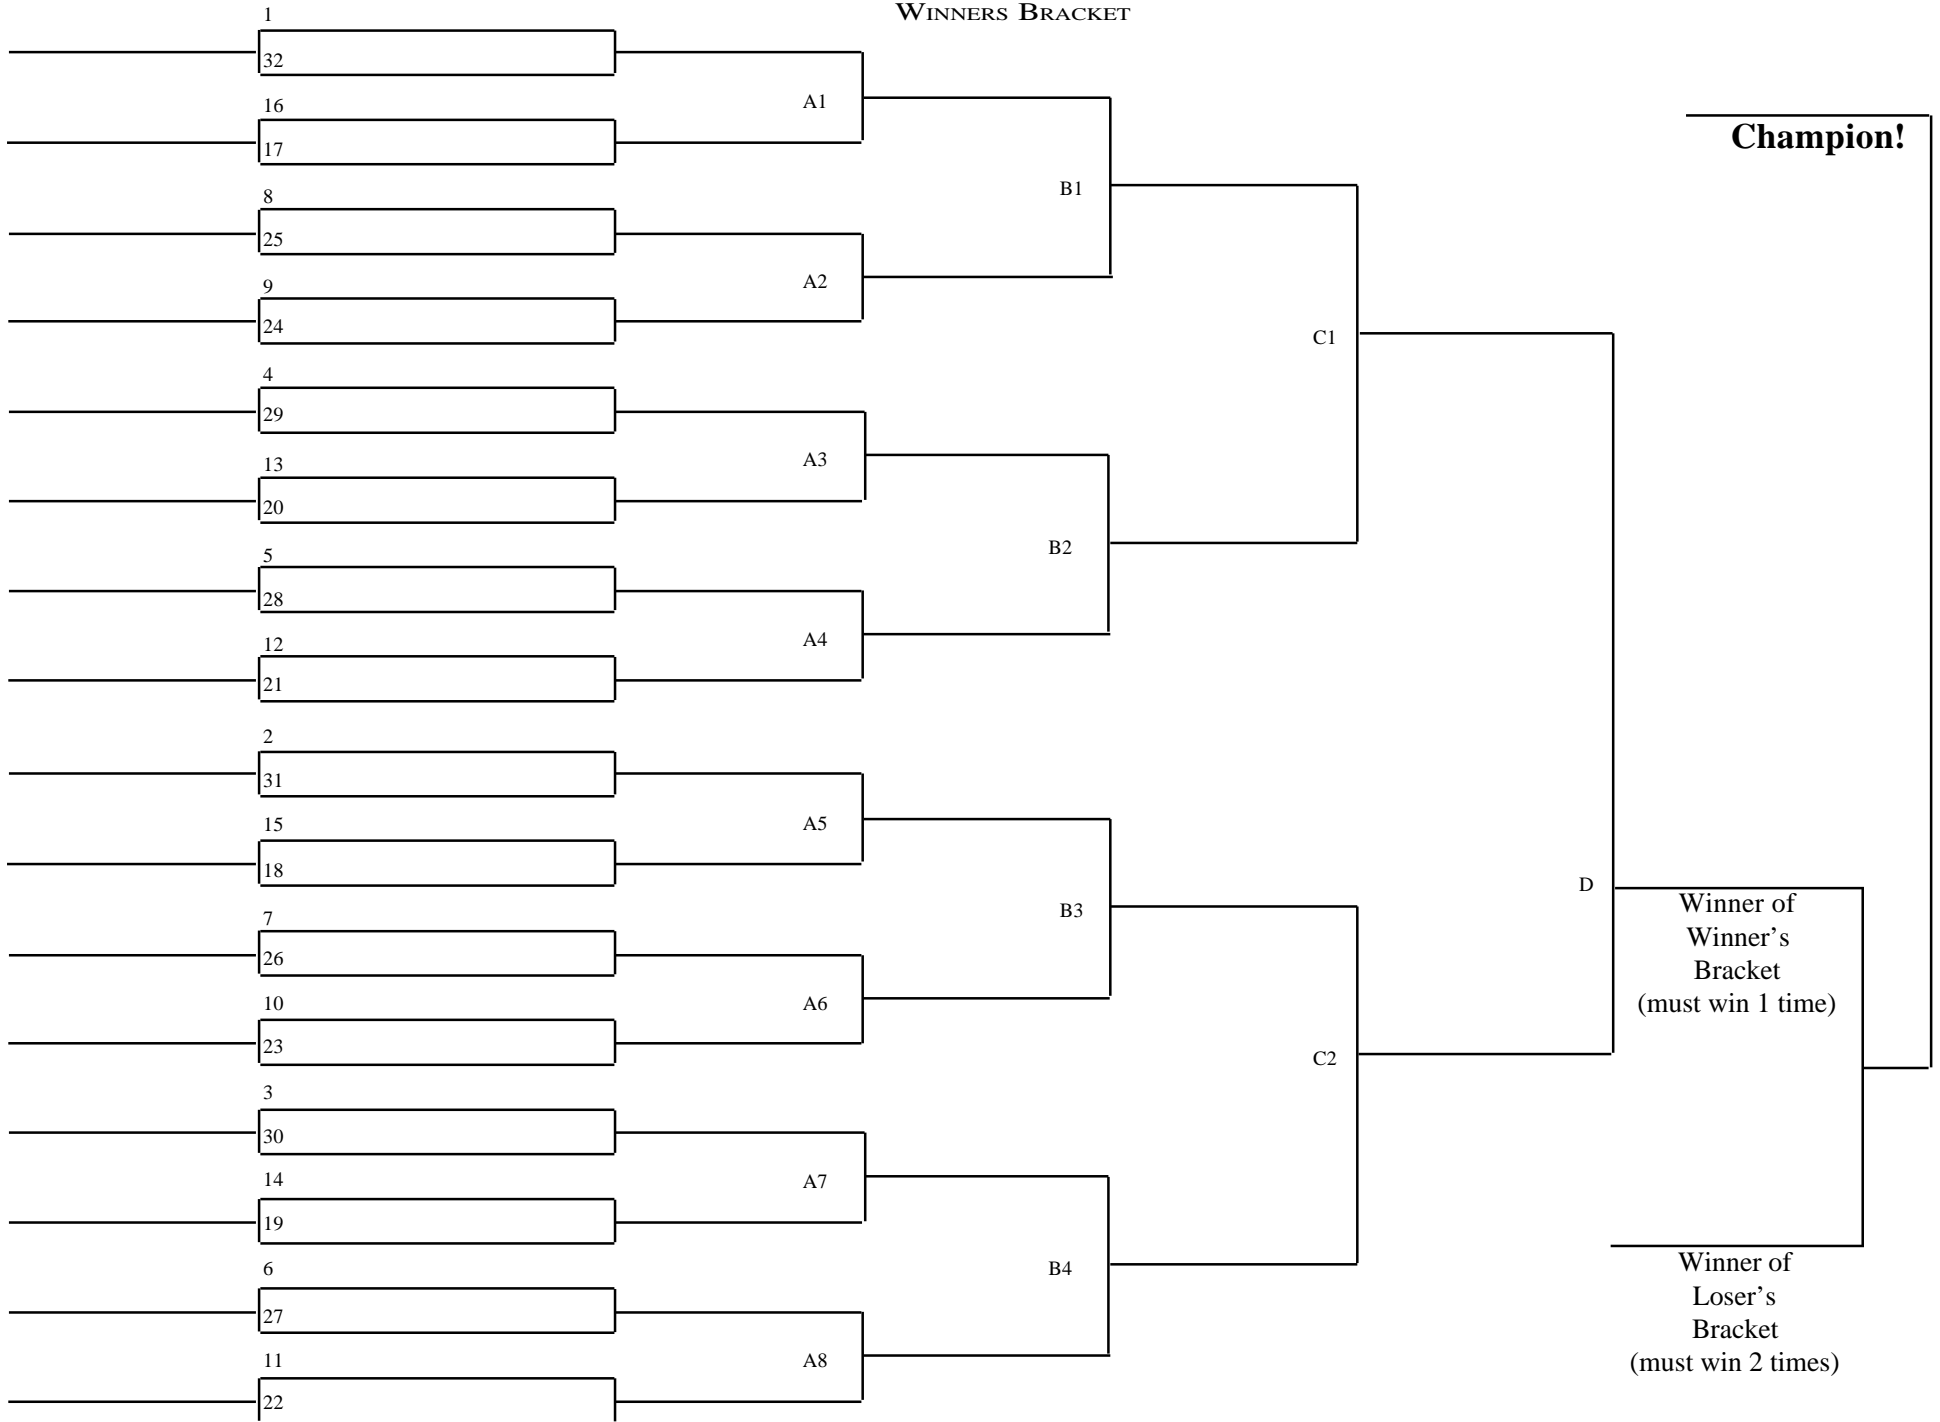 WINNERS BRACKET
1
32
16
17
8
25
9
24
4
29
13
20
5
28
12
21
2
31
15
18
7
26
10
23
3
30
14
19
6
27
11
22
A1
A2
A3
A4
A5
A6
A7
A8
B1
B2
B3
B4
C1
C2
D
Champion!
Winner of
Winner’s
Bracket
(must win 1 time)
Winner of
Loser’s
Bracket
(must win 2 times)